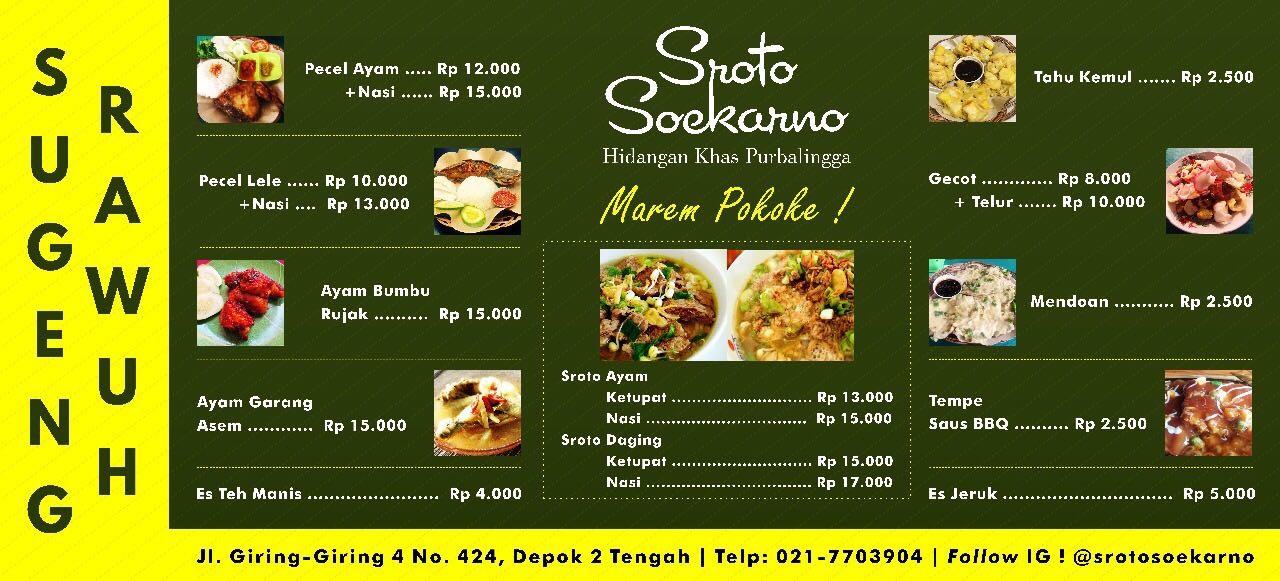 SUGENG
RAWUH
Pecel Ayam ..... Rp 12.000
+Nasi ...... Rp 15.000
Pecel Lele ...... Rp 10.000
+Nasi .... Rp 13.000
Ayam Bumbu
Rujak .......... Rp 15.000
Ayam Garang
Asem ............ Rp 15.000
Es Teh Manis ........................ Rp 4.000
Sroto
Soekarno
Hidangan Khas Purbalingga
Marem Pokoke !
Sroto Ayam
Ketupat ........................... Rp 13.000
Nasi ............................... Rp 15.000
Sroto Daging
Ketupat ........................... Rp 15.000
Nasi ................................ Rp 17.000
Tahu Kemul ....... Rp 2.500
Gecot ............. Rp 8.000
+ Telur ....... Rp 10.000
Mendoan ........... Rp 2.500
Tempe
Saus BBQ .......... Rp 2.500
Es Jeruk ............................... Rp 5.000
Jl. Giring-Giring 4 No. 424, Depok 2 Tengah | Telp: 021-7703904 | Follow IG ! @srotosoekarno